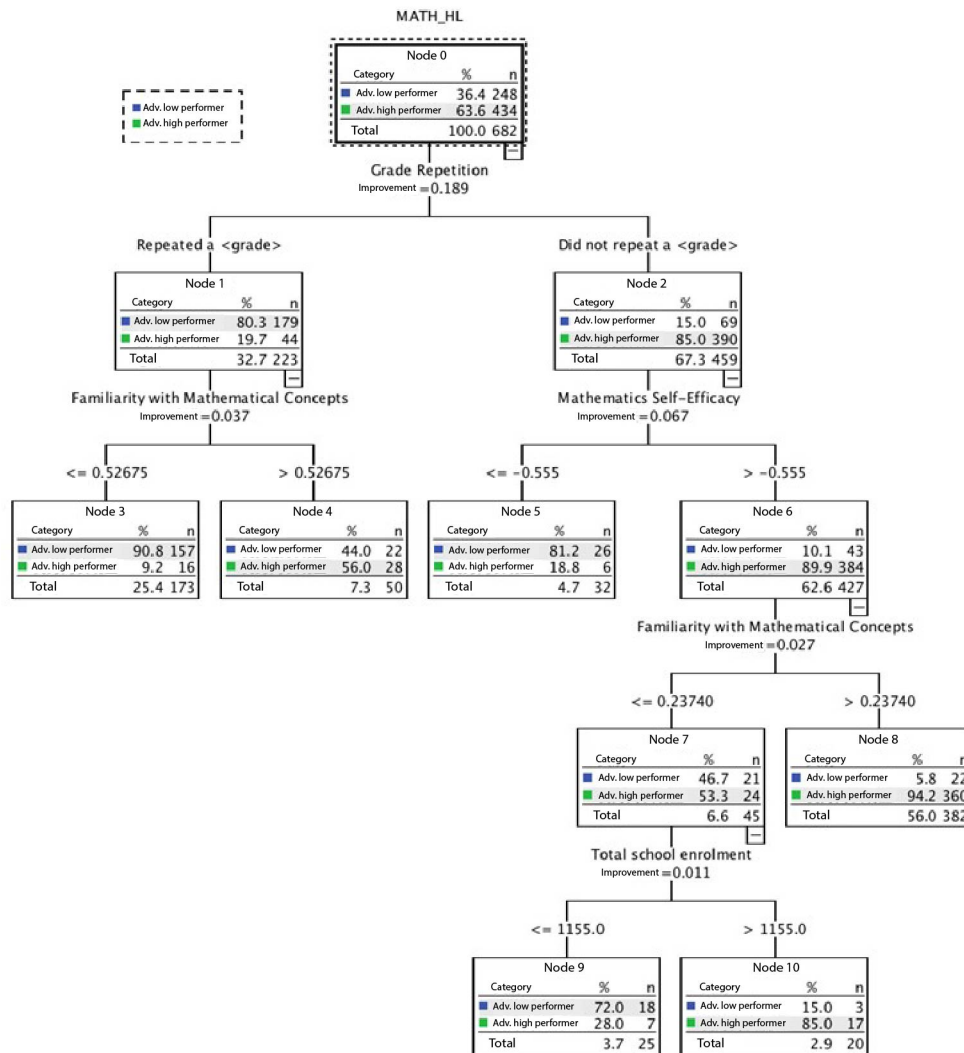 MATH_HL
Node 0
Category % n
Adv. low performer 36.4 248
Adv. high performer 63.6 434
Total 100.0 682
Adv. low performer
Adv. high performer
Grade Repetition
Improvement =0.189
Repeated a <grade>
Did not repeat a <grade>
Node 1
Category % n
Adv. low performer 80.3 179
Adv. high performer 19.7 44
Total 32.7 223
Node 2
Category % n
Adv. low performer 15.0 69
Adv. high performer 85.0 390
Total 67.3 459
Familiarity with Mathematical Concepts
Improvement =0.037
Mathematics Self-Efficacy
Improvement =0.067
<= 0.52675
> 0.52675
<= -0.555
> -0.555
Node 3
Category % n
Adv. low performer 90.8 157
Adv. high performer 9.2 16
Total 25.4 173
Node 4
Category % n
Adv. low performer 44.0 22
Adv. high performer 56.0 28
Total 7.3 50
Node 5
Category % n
Adv. low performer 81.2 26
Adv. high performer 18.8 6
Total 4.7 32
Node 6
Category % n
Adv. low performer 10.1 43
Adv. high performer 89.9 384
Total 62.6 427
Familiarity with Mathematical Concepts
Improvement =0.027
<= 0.23740
> 0.23740
Node 7
Category % n
Adv. low performer 46.7 21
Adv. high performer 53.3 24
Total 6.6 45
Node 8
Category % n
Adv. low performer 5.8 22
Adv. high performer 94.2 360
Total 56.0 382
Total school enrolment
Improvement =0.011
<= 1155.0
> 1155.0
Node 9
Category % n
Adv. low performer 72.0 18
Adv. high performer 28.0 7
Total 3.7 25
Node 10
Category % n
Adv. low performer 15.0 3
Adv. high performer 85.0 17
Total 2.9 20